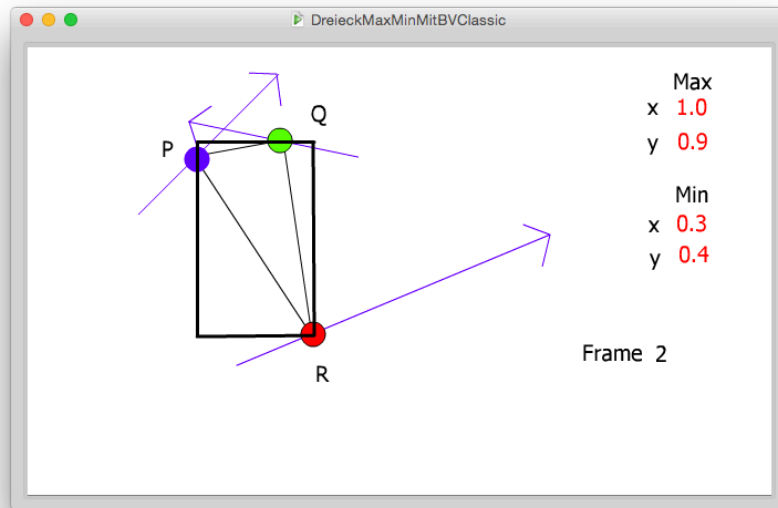 DreieckMaxMinMitBVClassic
Max
x 1.0
y 0.9
Min
x 0.3
y 0.4
P
Q
R
Frame 2